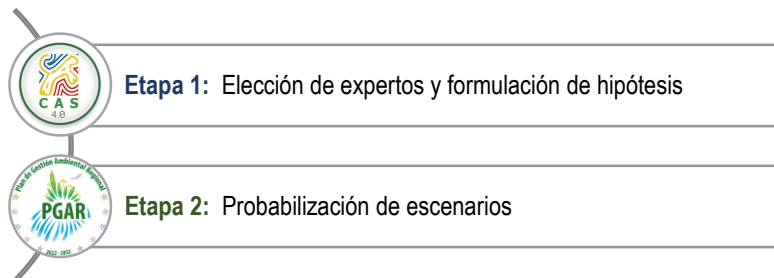 Etapa 1: Elección de expertos y formulación de hipótesis
CAS
4.0
Plan de Gestión Ambiental Regional
Etapa 2: Probabilización de escenarios
PGAR
2022 - 2032